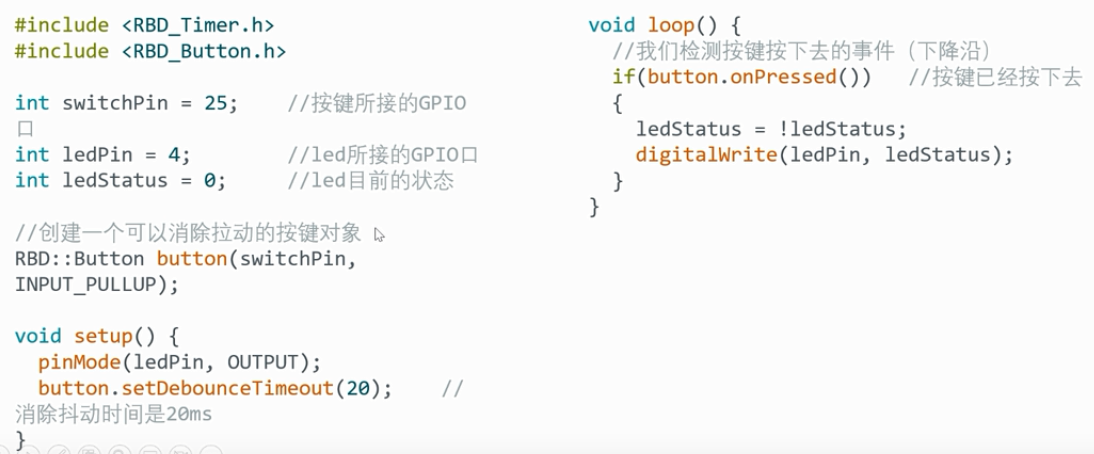 #include <RBD_Timer.h>
#include <RBD_Button.h>
int switchPin = 25;    //按键所接的GPIO
口
int ledPin = 4;        //led所接的GPIO口
int ledStatus = 0;     //led目前的状态
//创建一个可以消除拉动的按键对象
RBD::Button button(switchPin,
INPUT_PULLUP);
void setup() {
  pinMode(ledPin, OUTPUT);
  button.setDebounceTimeout(20);    //
消除抖动时间是20ms
}
void loop() {
  //我们检测按键按下去的事件（下降沿）
  if(button.onPressed())   //按键已经按下去
  {
    ledStatus = !ledStatus;
    digitalWrite(ledPin, ledStatus);
  }
}